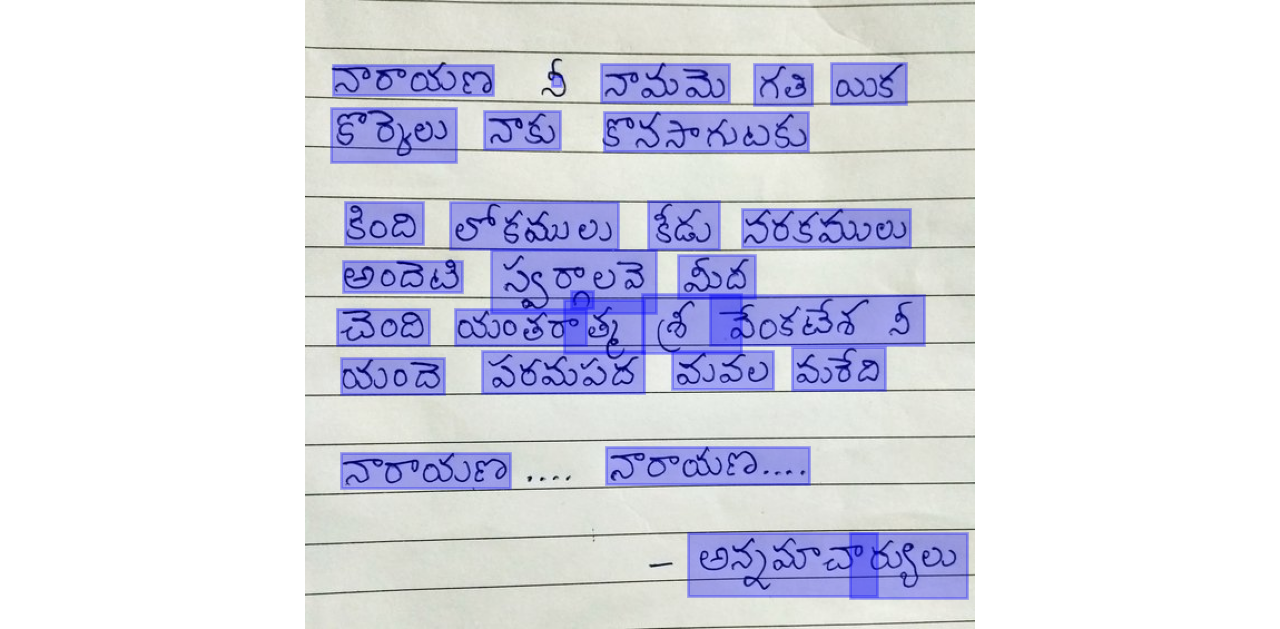 నారాయణ నీ నామమె గతి యిక
కొర్కెలు నాకు కొనసాగుటకు
కింది లోకములు కీడు నరకములు
అందెటి స్వర్గాలవె మీద
చెంది యంతరాత్మ శ్రీ వేంకటేశ నీ
యందె పరమపద మవల మరేది
నారాయణ .... నారాయణ....
- అన్నమాచార్యులు